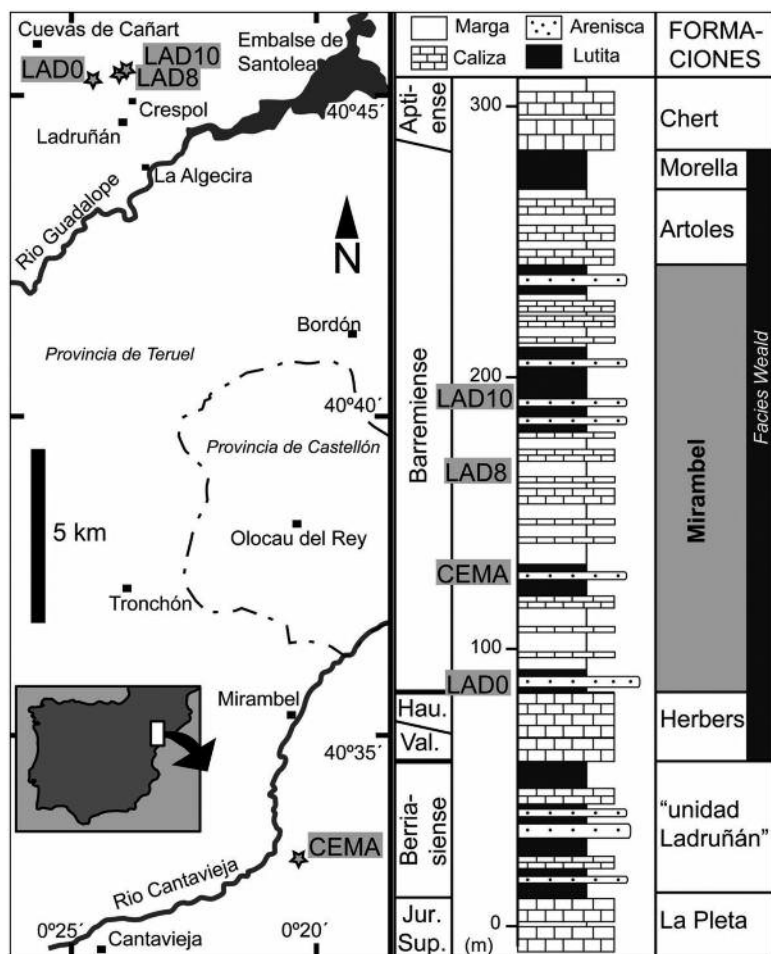 Cuevas de Cañart
LAD0
LAD10
LAD8
Embalse de
Santolea
Crespol
40º45´
Ladruñán
La Algecira
Rio Guadalope
N
Bordón
Provincia de Teruel
40º40´
Provincia de Castellón
5 km
Olocau del Rey
Tronchón
Mirambel
40º35´
CEMA
Rio Cantavieja
0º25´
0º20´
Cantavieja
Marga
Arenisca
Caliza
Lutita
FORMA-
CIONES
Apti-
ense
300
Chert
Morella
Artoles
Barremiense
200
LAD10
LAD8
CEMA
100
LAD0
Mirambel
Facies Weald
Hau.
Val.
Herbers
Berria-
siense
“unidad
Ladruñán”
Jur.
Sup.
0
(m)
La Pleta